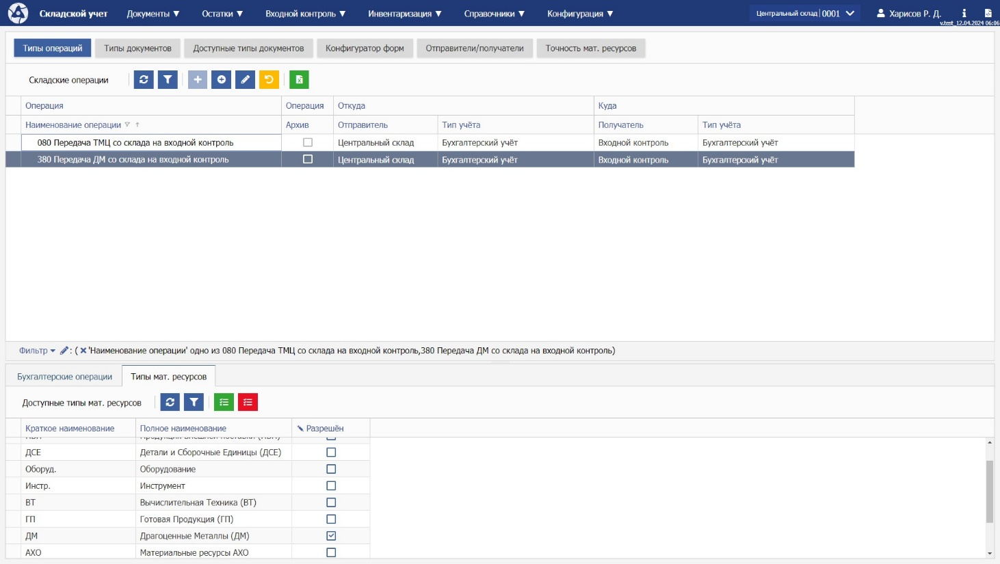 Складской учет Документы ▼ Остатки ▼ Входной контроль ▼ Инвентаризация ▼ Справочники ▼ Конфигурация ▼ Центральный склад | 0001 Харисов Р. Д.
v.test_12.04.2024 06:06
Типы операций Типы документов Доступные типы документов Конфигуратор форм Отправители/получатели Точность мат. ресурсов
Складские операции
Операция Операция Откуда Куда
Наименование операции Архив Отправитель Тип учёта Получатель Тип учёта
080 Передача ТМЦ со склада на входной контроль Центральный склад Бухгалтерский учёт Входной контроль Бухгалтерский учёт
380 Передача ДМ со склада на входной контроль Центральный склад Бухгалтерский учёт Входной контроль Бухгалтерский учёт
Фильтр : ( 'Наименование операции' одно из 080 Передача ТМЦ со склада на входной контроль,380 Передача ДМ со склада на входной контроль)
Бухгалтерские операции Типы мат. ресурсов
Доступные типы мат. ресурсов
Краткое наименование Полное наименование Разрешён
ДСЕ Детали и Сборочные Единицы (ДСЕ)
Оборуд. Оборудование
Инстр. Инструмент
ВТ Вычислительная Техника (ВТ)
ГП Готовая Продукция (ГП)
ДМ Драгоценные Металлы (ДМ)
АХО Материальные ресурсы АХО